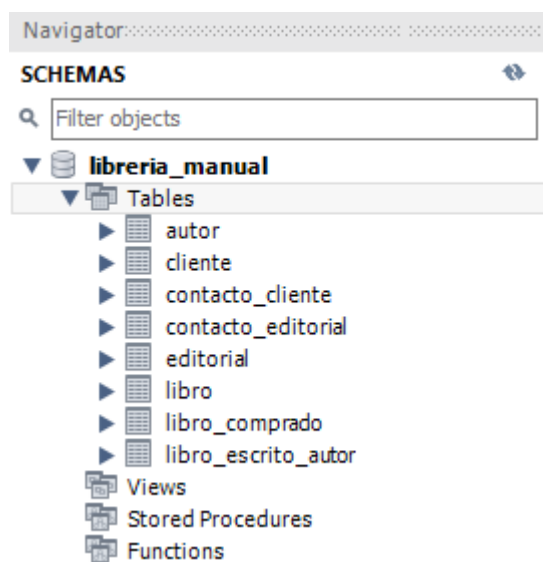 Navigator
SCHEMAS
Filter objects
libreria_manual
Tables
autor
cliente
contacto_cliente
contacto_editorial
editorial
libro
libro_comprado
libro_escrito_autor
Views
Stored Procedures
Functions